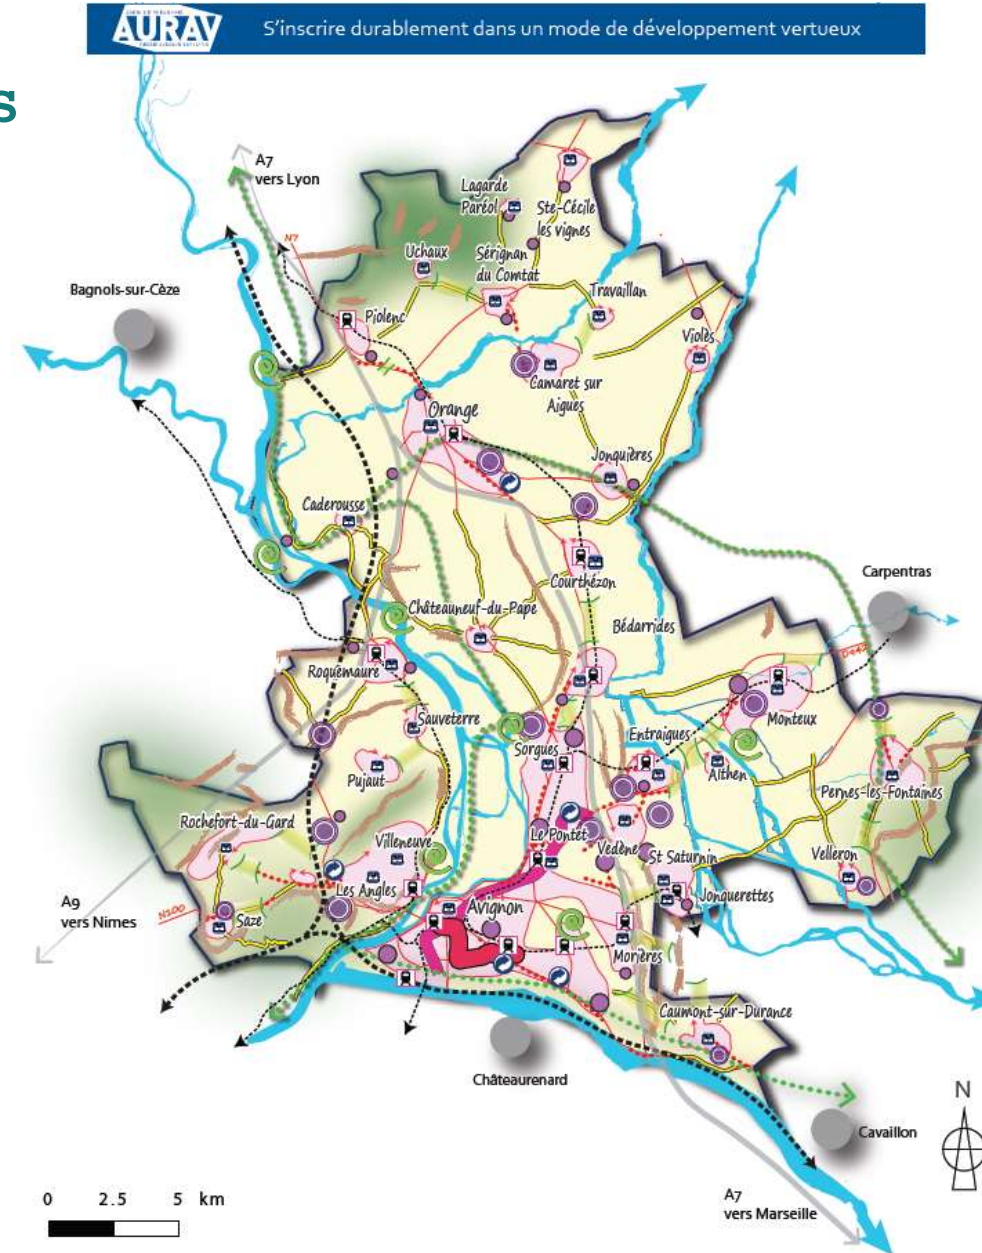 AURAV
S'inscrire durablement dans un mode de développement vertueux
s
A7
vers Lyon
N7
Lagarde
Paréol
Ste-Cécile
les vignes
Uchaux
Sérignan
du Comtat
Bagnols-sur-Cèze
Travaillan
Piolenc
Violès
Camaret sur
Aigues
Orange
Jonquières
Caderousse
Courthézon
Carpentras
Châteauneuf-du-Pape
Bédarrides
Roquemaure
Monteux
Sauveterre
Entraigues
Sorgues
Althen
Pujaut
Pernes-les-Fontaines
Rochefort-du-Gard
Villeneuve
Le Pontet
Vedène
St Saturnin
Velleron
Les Angles
Jonquerettes
A9
vers Nimes
N100
Saze
Avignon
Morières
Caumont-sur-Durance
Châteaurenard
N
Cavaillon
0 2.5 5 km
A7
vers Marseille